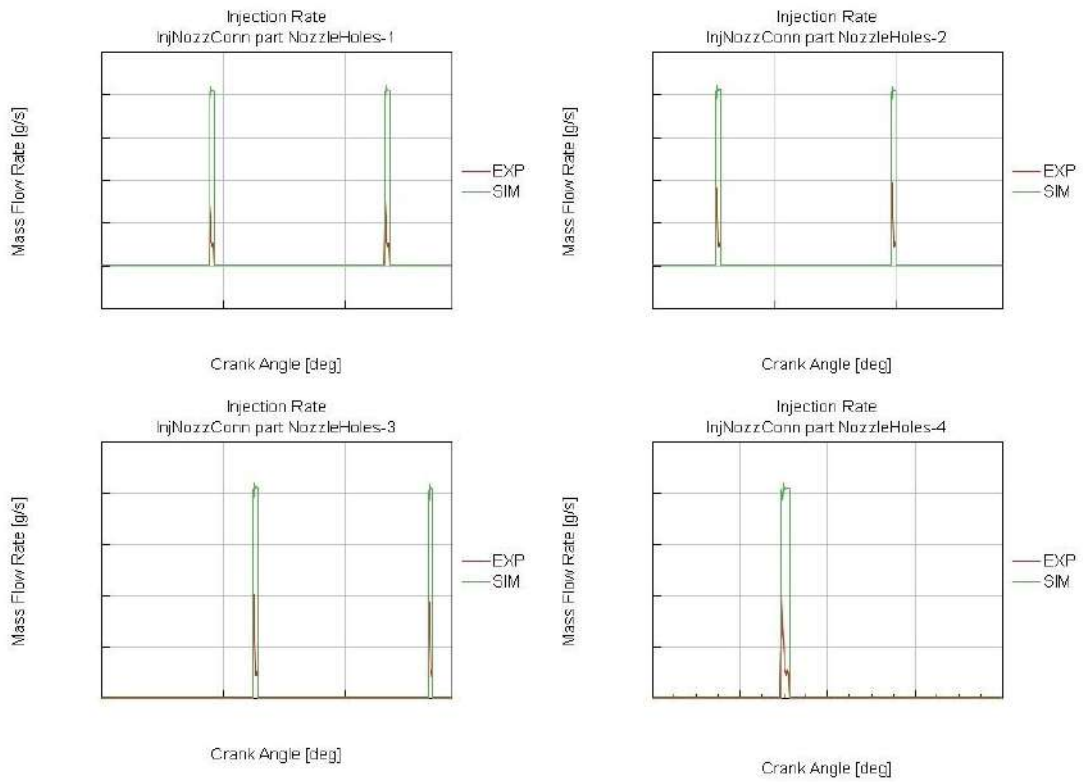 Injection Rate
InjNozzConn part NozzleHoles-1
Mass Flow Rate [g/s]
EXP
SIM
Crank Angle [deg]
Injection Rate
InjNozzConn part NozzleHoles-2
Mass Flow Rate [g/s]
EXP
SIM
Crank Angle [deg]
Injection Rate
InjNozzConn part NozzleHoles-3
Mass Flow Rate [g/s]
EXP
SIM
Crank Angle [deg]
Injection Rate
InjNozzConn part NozzleHoles-4
Mass Flow Rate [g/s]
EXP
SIM
Crank Angle [deg]